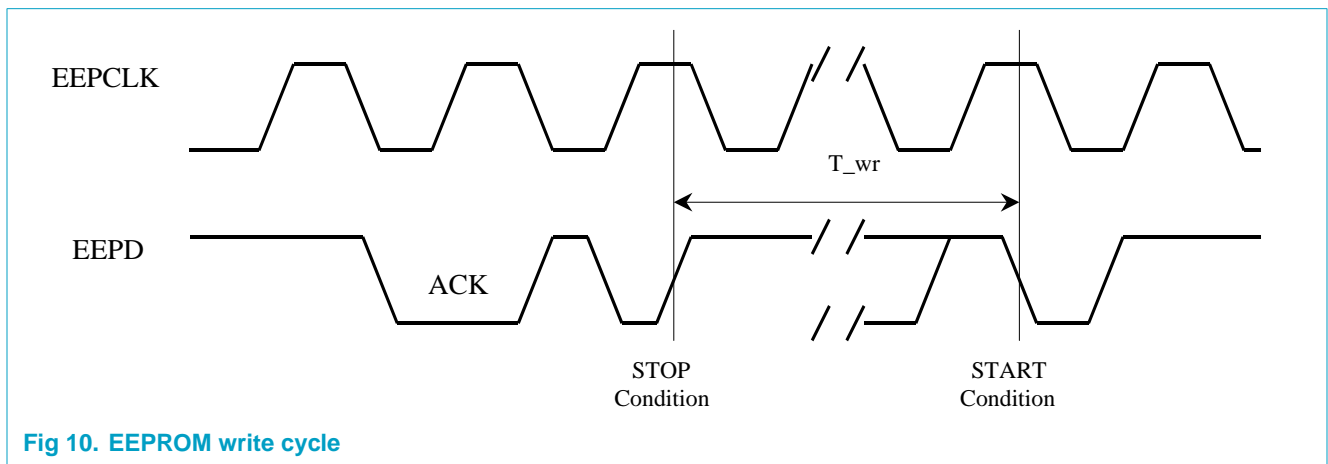 EEPCLK
T_wr
EEPD
ACK
STOP
Condition
START
Condition
Fig 10. EEPROM write cycle